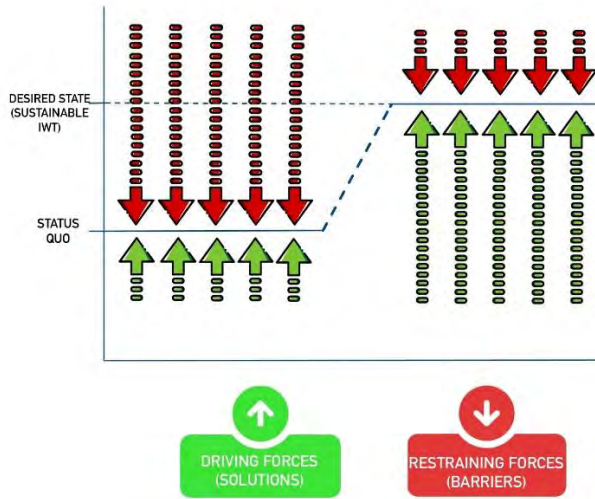 DESIRED STATE
(SUSTAINABLE
IWT)
STATUS
QUO
DRIVING FORCES
(SOLUTIONS)
RESTRAINING FORCES
(BARRIERS)